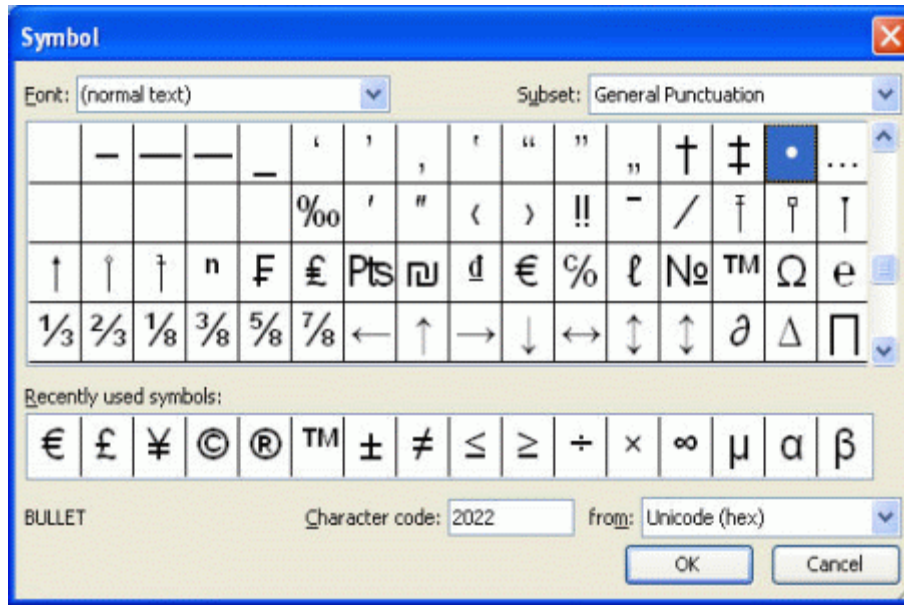 Symbol
Font: (normal text) Subset: General Punctuation
– — ― ‗ ‘ ’ ‚ ‛ “ ” „ † ‡ • …
‰ ′ ″ ‹ › ‼ ‾ ⁄
ⁿ ₣ ₤ ₧ ₪ ₫ € ℅ ℓ № ™ Ω ℮
⅓ ⅔ ⅛ ⅜ ⅝ ⅞ ← ↑ → ↓ ↔ ↕ ↨ ∂ ∆ ∏
Recently used symbols:
€ £ ¥ © ® ™ ± ≠ ≤ ≥ ÷ × ∞ µ α β
BULLET Character code: 2022 from: Unicode (hex)
OK Cancel